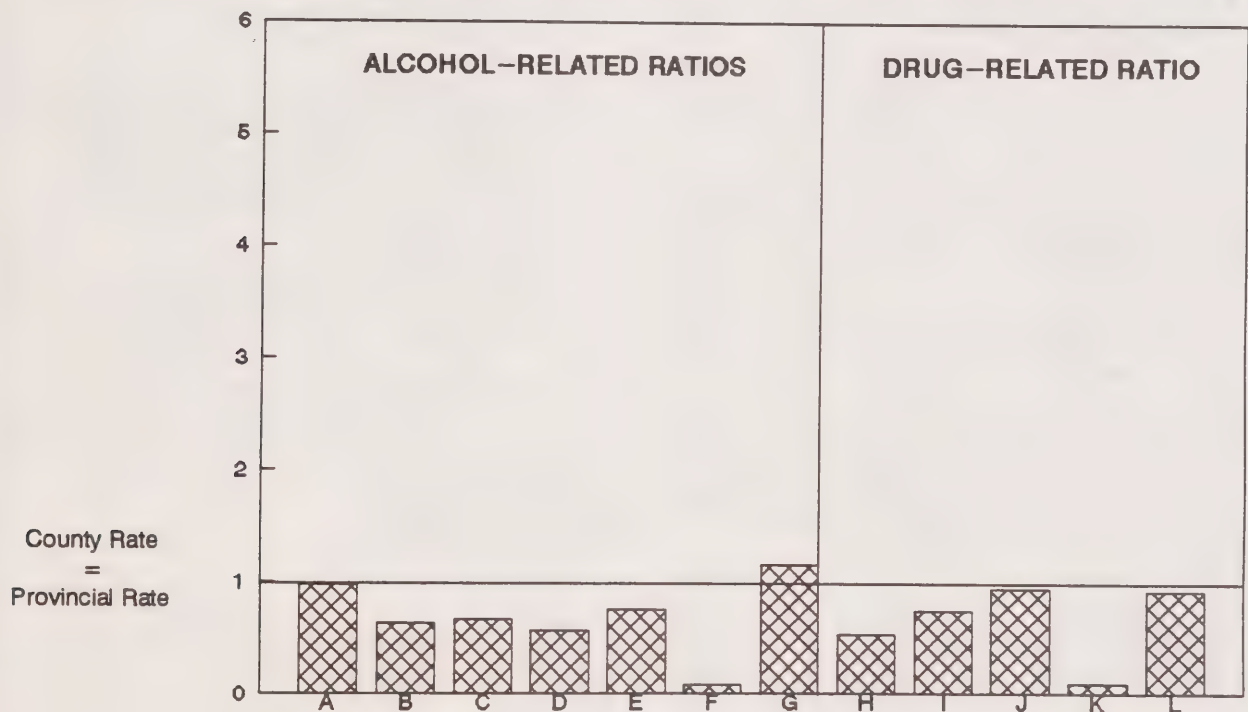 6
ALCOHOL-RELATED RATIOS
DRUG-RELATED RATIO
5
4
3
2
County Rate
=
Provincial Rate
1
0
A B C D E F G H I J K L